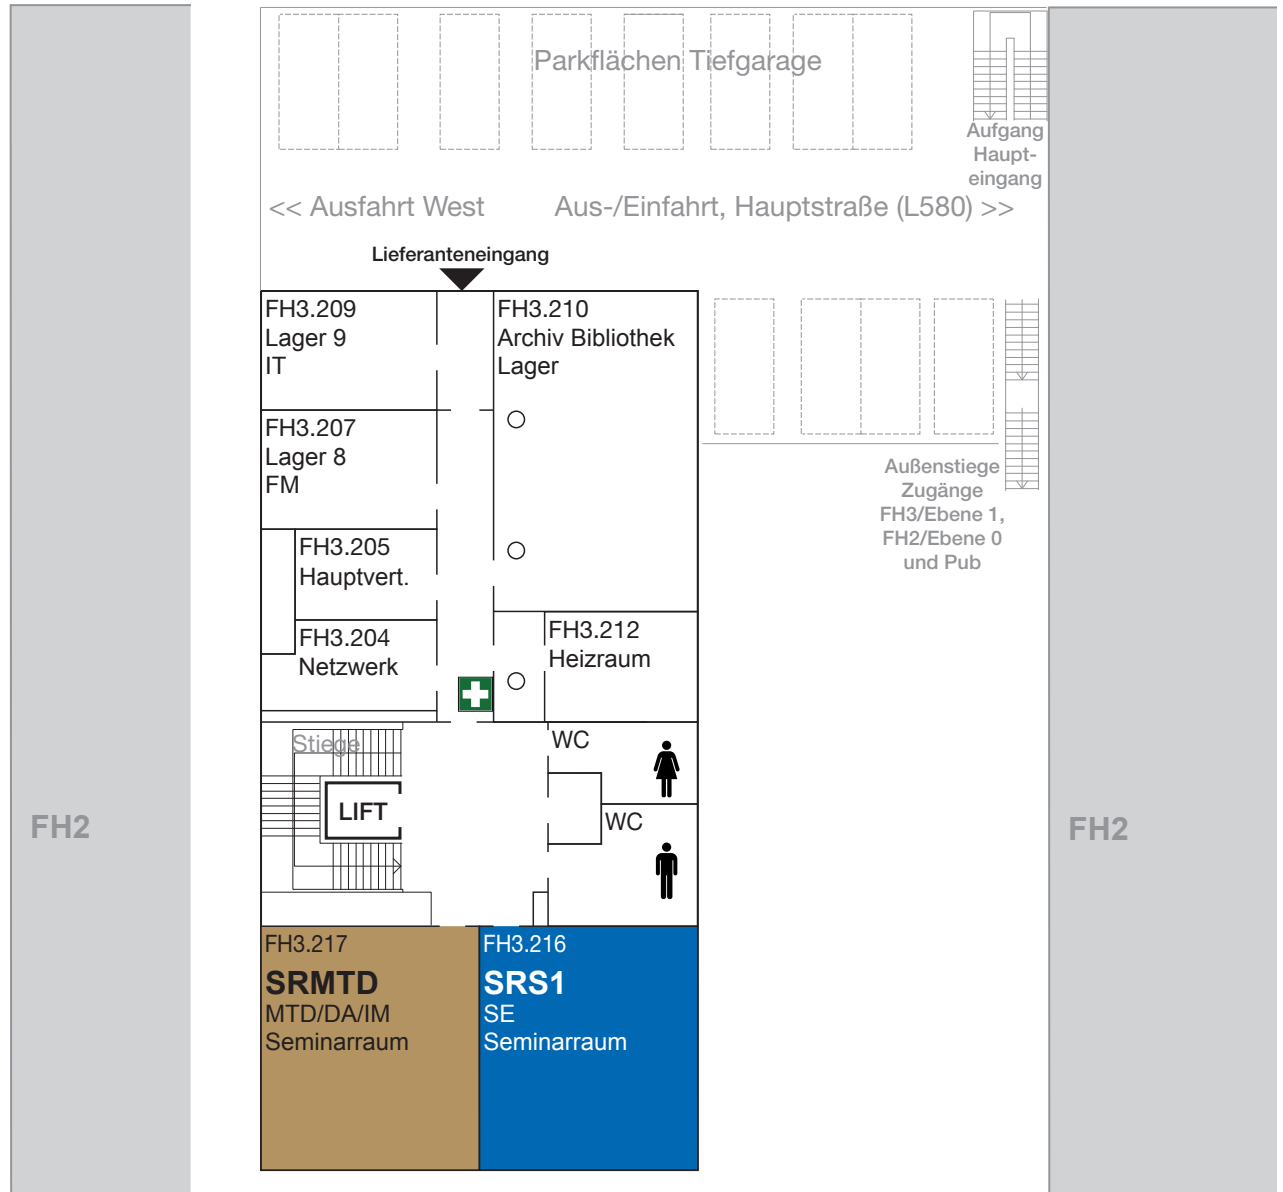 Parkflächen Tiefgarage
Aufgang
Haupt-
eingang
<< Ausfahrt West
Aus-/Einfahrt, Hauptstraße (L580) >>
Lieferanteneingang
FH3.209
Lager 9
IT
FH3.210
Archiv Bibliothek
Lager
FH3.207
Lager 8
FM
Außenstiege
Zugänge
FH3/Ebene 1,
FH2/Ebene 0
und Pub
FH3.205
Hauptvert.
FH3.204
Netzwerk
FH3.212
Heizraum
Stiege
WC
LIFT
WC
FH2
FH2
FH3.217
SRMTD
MTD/DA/IM
Seminarraum
FH3.216
SRS1
SE
Seminarraum